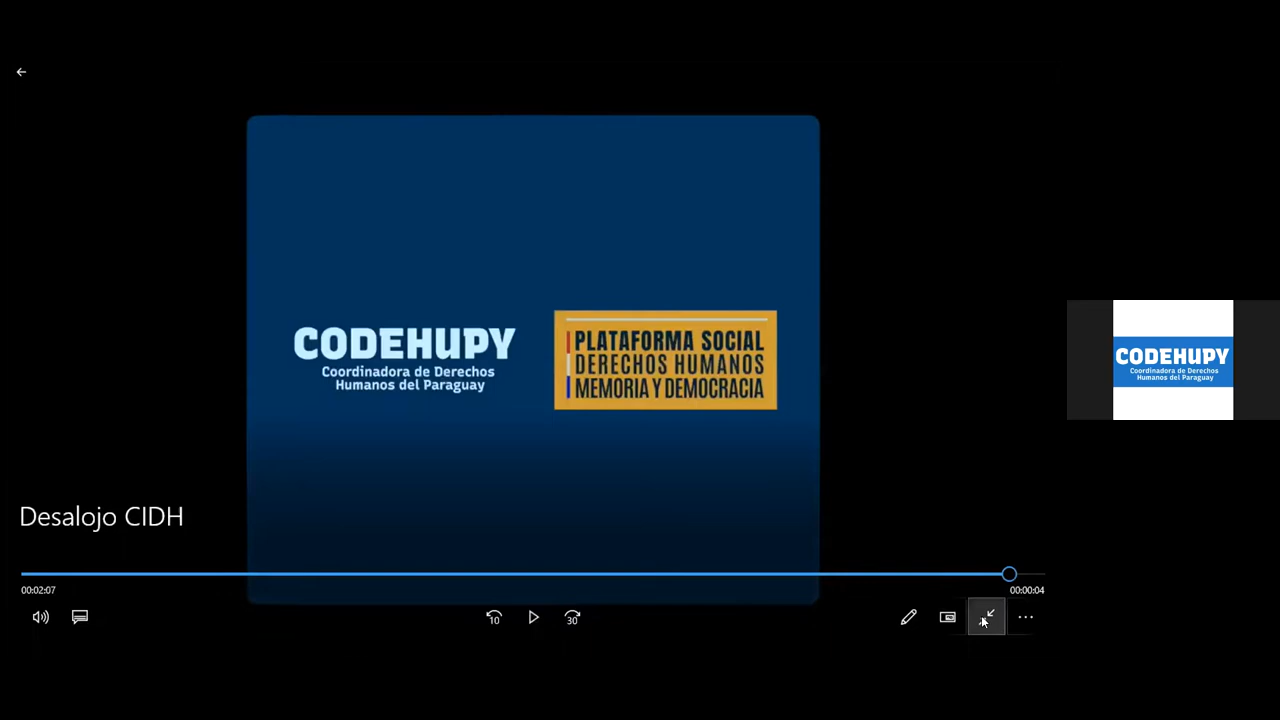 CODEHUPY
Coordinadora de Derechos
Humanos del Paraguay
PLATAFORMA SOCIAL
DERECHOS HUMANOS
MEMORIA Y DEMOCRACIA
CODEHUPY
Coordinadora de Derechos
Humanos del Paraguay
Desalojo CIDH
00:02:07
00:00:04
10
30